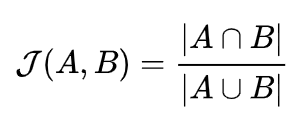 𝒥(A, B) = |A ∩ B| / |A ∪ B|